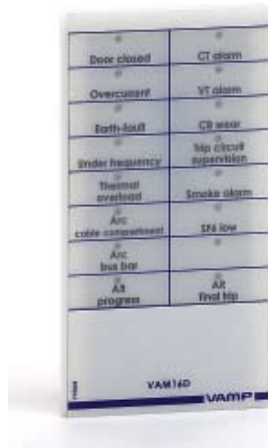 Door closed
CT alarm
Overcurrent
VT alarm
Earth-fault
CB wear
Under frequency
Trip circuit
supervision
Thermal
overload
Smoke alarm
Arc
cable compartment
SF6 low
Arc
bus bar
AR
progress
AR
final trip
VAM16D
VAMP